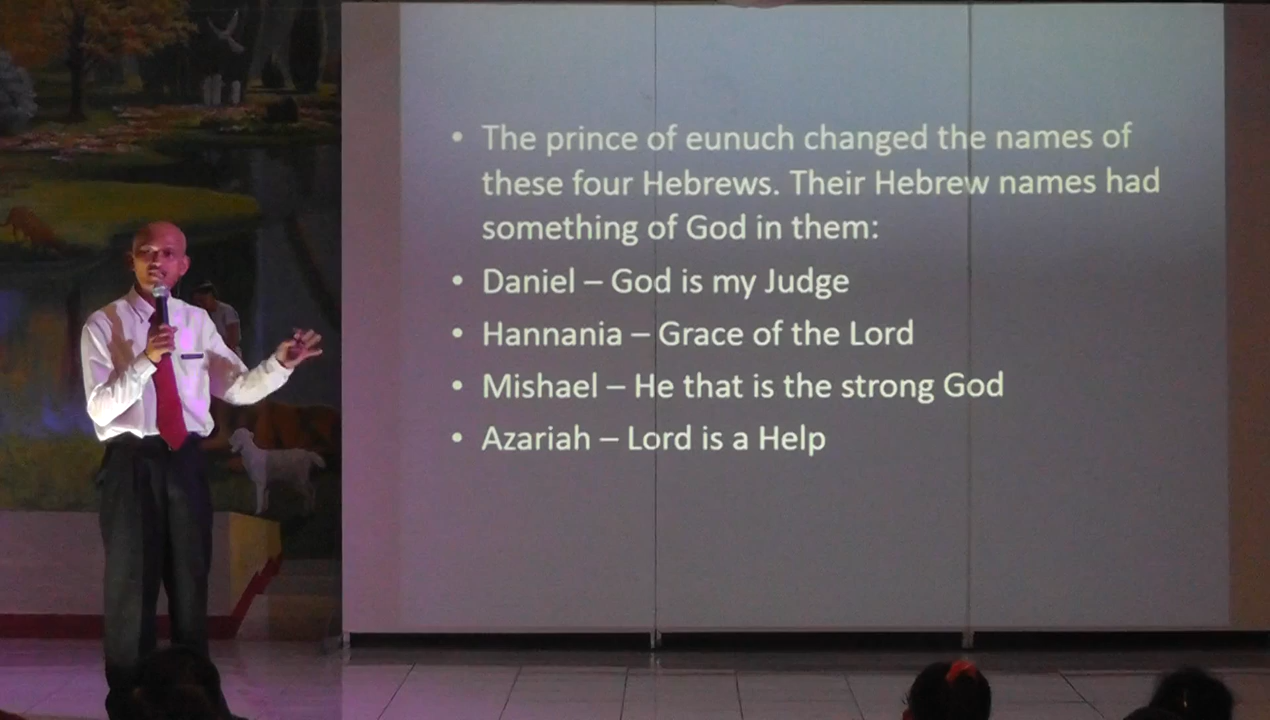 • The prince of eunuch changed the names of
these four Hebrews. Their Hebrew names had
something of God in them:
• Daniel – God is my Judge
• Hannania – Grace of the Lord
• Mishael – He that is the strong God
• Azariah – Lord is a Help